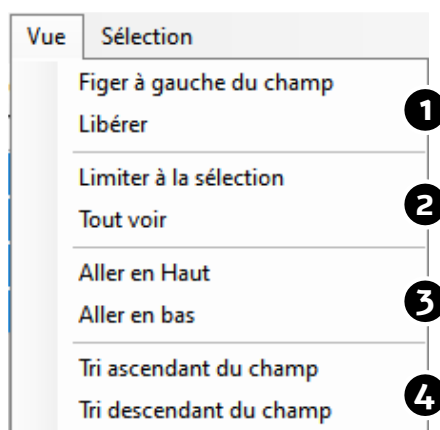 Vue Sélection
Figer à gauche du champ
1
Libérer
Limiter à la sélection
2
Tout voir
Aller en Haut
3
Aller en bas
Tri ascendant du champ
4
Tri descendant du champ